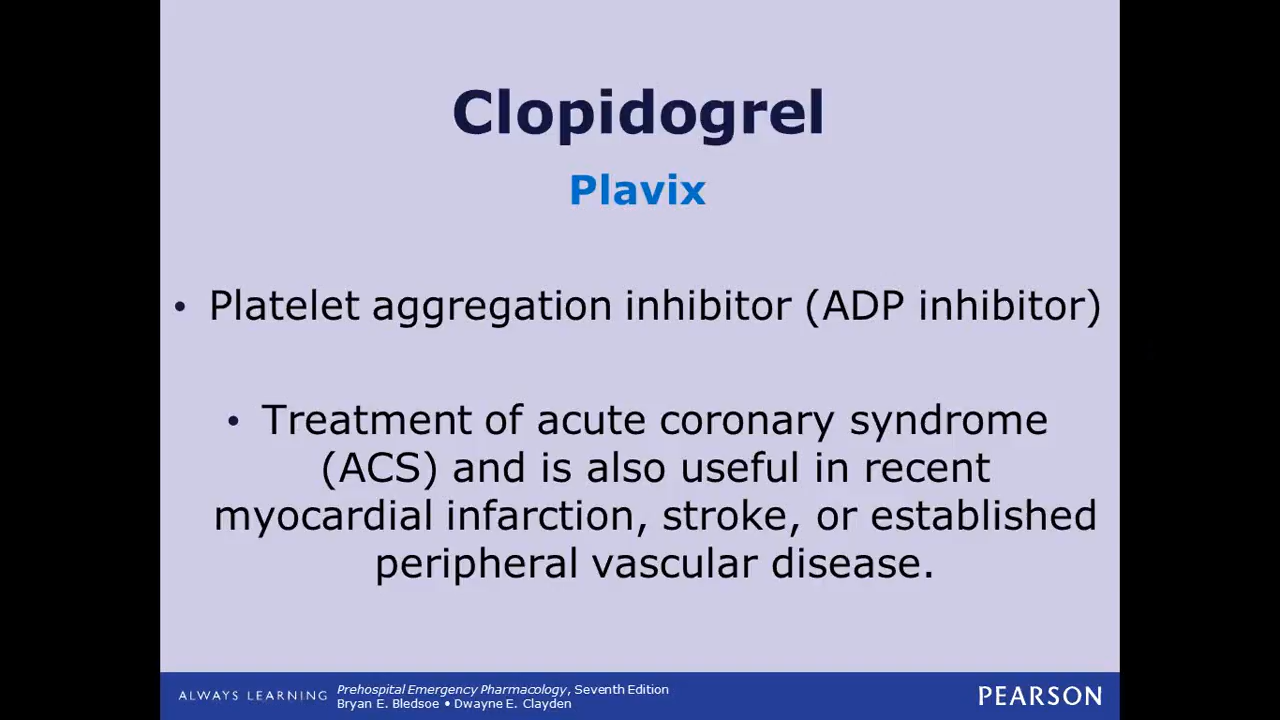 Clopidogrel
Plavix
• Platelet aggregation inhibitor (ADP inhibitor)
• Treatment of acute coronary syndrome
(ACS) and is also useful in recent
myocardial infarction, stroke, or established
peripheral vascular disease.
ALWAYS LEARNING
Prehospital Emergency Pharmacology, Seventh Edition
Bryan E. Bledsoe • Dwayne E. Clayden
PEARSON